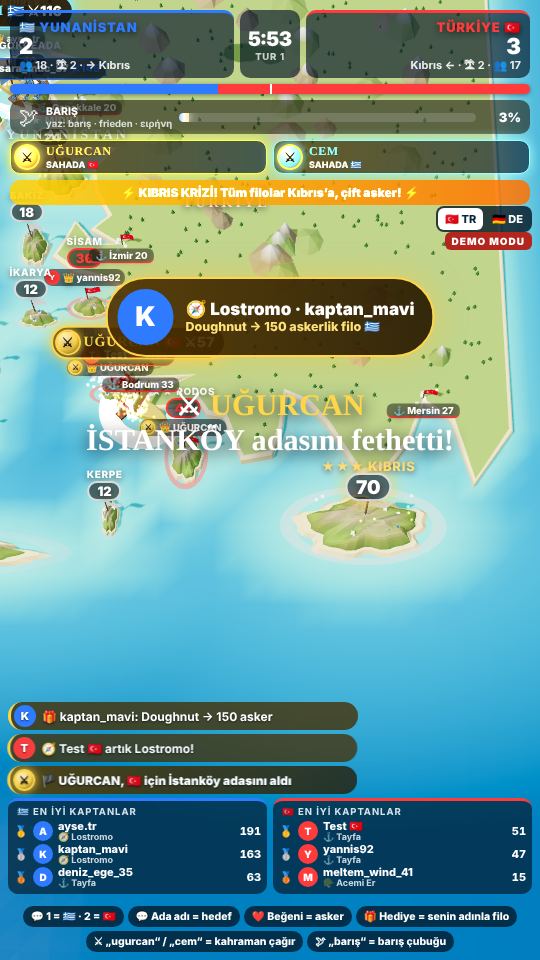 YUNANİSTAN
2
18 · 2 · → Kıbrıs
5:53
TUR 1
TÜRKİYE
3
Kıbrıs ← · 2 · 17
BARIŞ
yaz: barış · frieden · ειρήνη
3%
UĞURCAN
SAHADA
CEM
SAHADA
⚡ KIBRIS KRİZİ! Tüm filolar Kıbrıs'a, çift asker! ⚡
TR
DE
DEMO MODU
18
SİSAM
İzmir 20
İKARYA
yannis92
12
K
Lostromo · kaptan_mavi
Doughnut → 150 askerlik filo
UĞURCAN
Bodrum 33
RODOS
Mersin 27
UĞURCAN
UĞURCAN
İSTANKÖY adasını fethetti!
★★★ KIBRIS
70
KERPE
12
K kaptan_mavi: Doughnut → 150 asker
T Test artık Lostromo!
UĞURCAN, için İstanköy adasını aldı
EN İYİ KAPTANLAR
A ayse.tr 191
Lostromo
K kaptan_mavi 163
Lostromo
D deniz_ege_35 63
Tayfa
EN İYİ KAPTANLAR
T Test 51
Tayfa
Y yannis92 47
Tayfa
M meltem_wind_41 15
Acemi Er
1 = · 2 =
Ada adı = hedef
Beğeni = asker
Hediye = senin adınla filo
„ugurcan“ / „cem“ = kahraman çağır
„barış“ = barış çubuğu